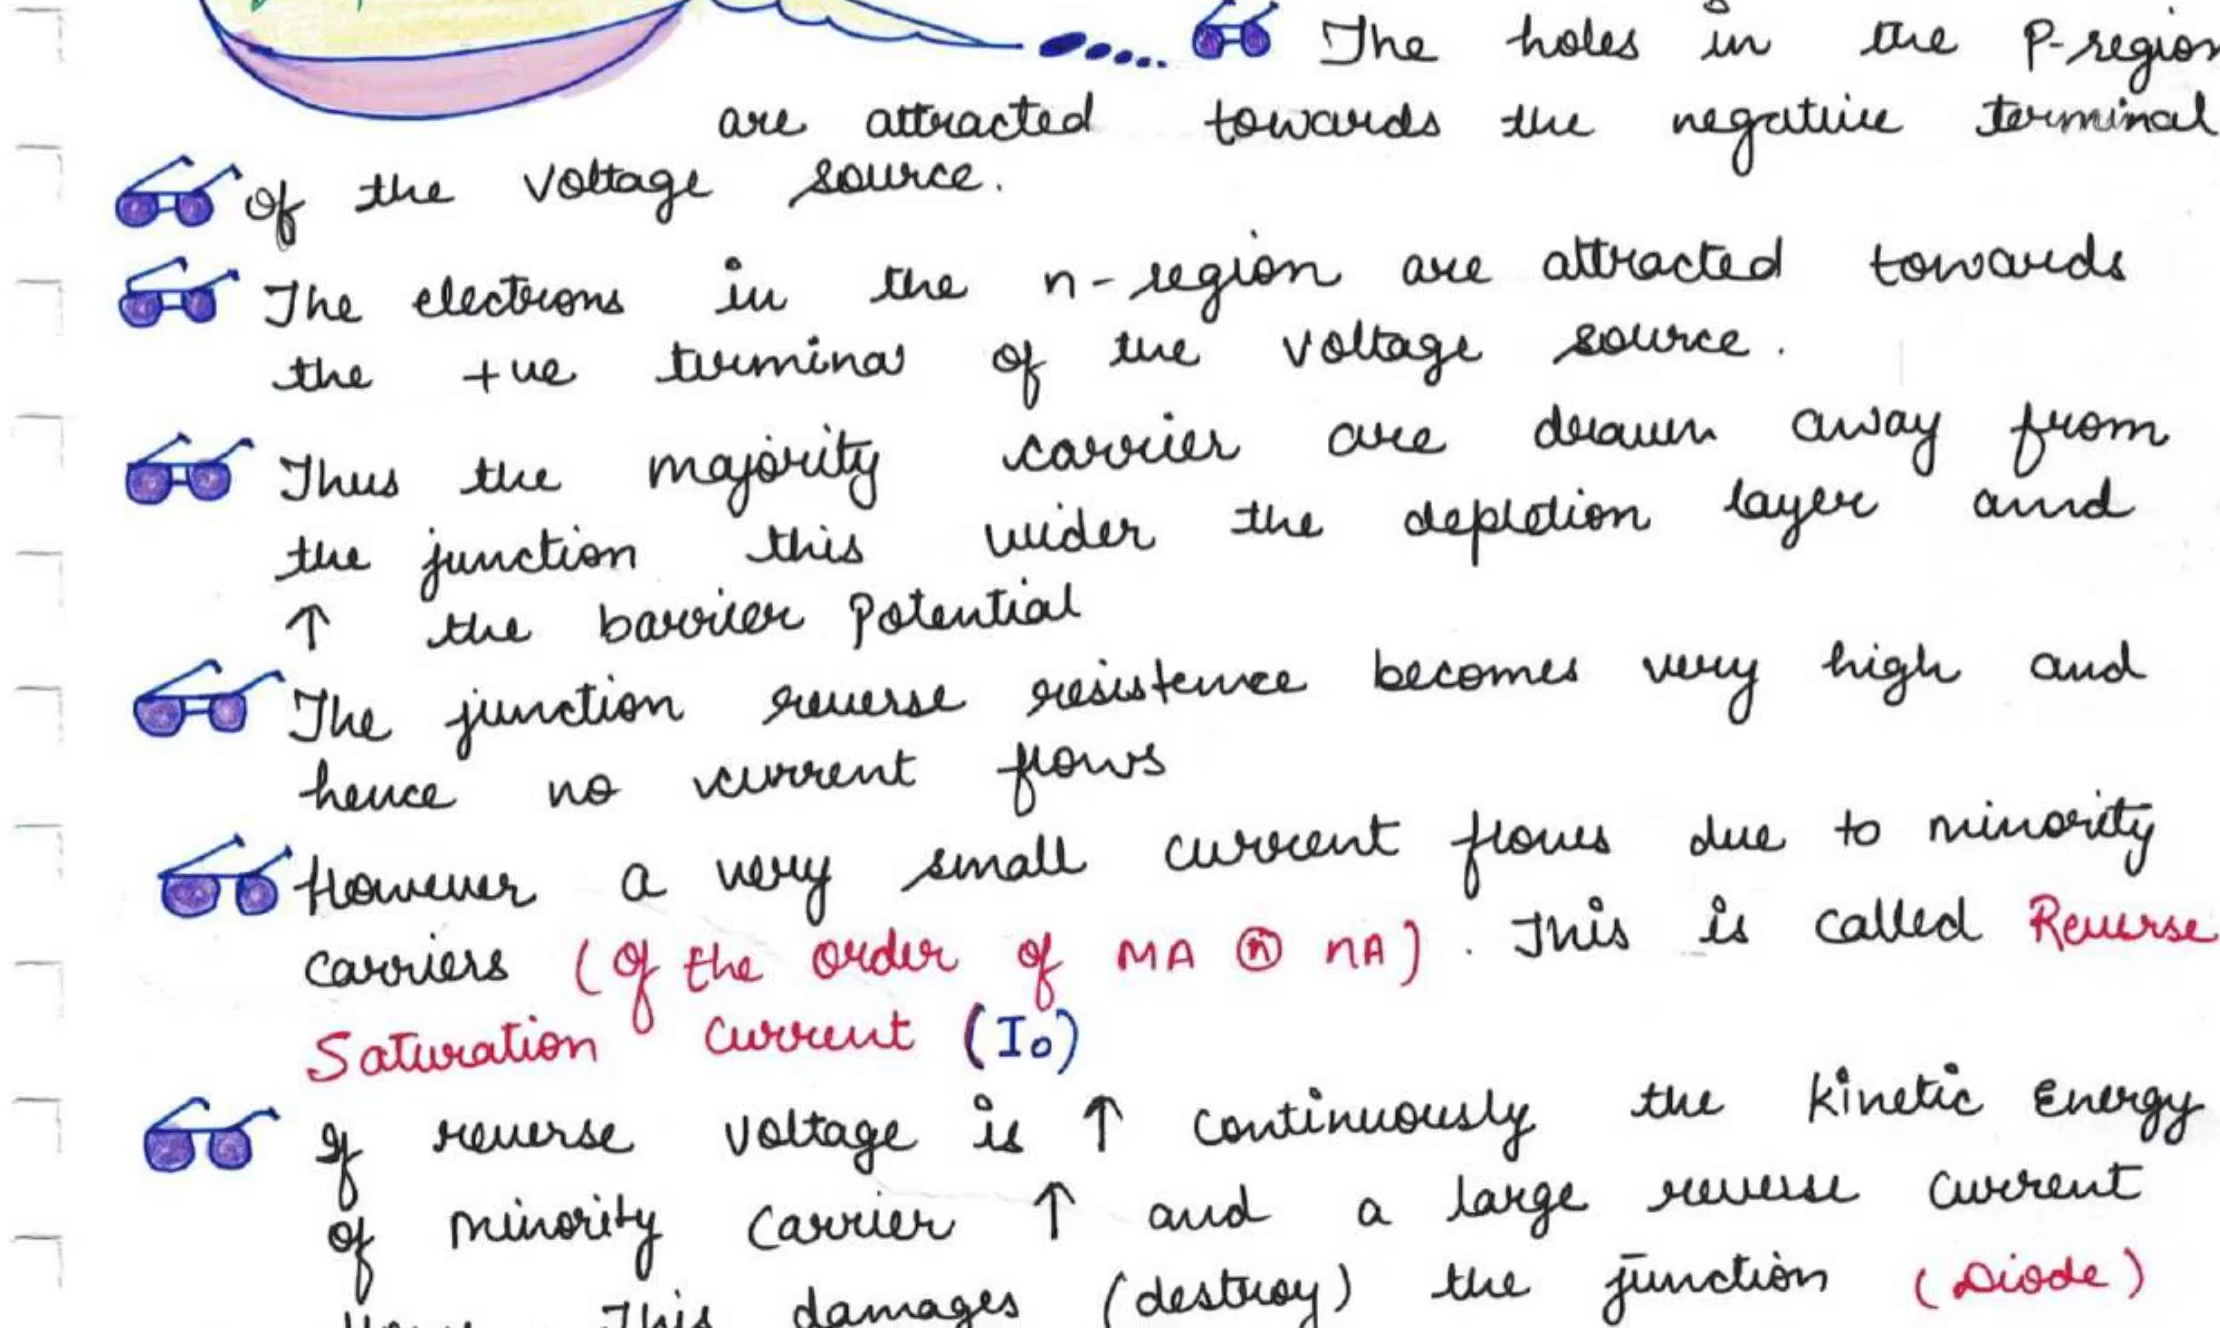 The holes in the P-region
are attracted towards the negative terminal
of the voltage source.
The electrons in the n-region are attracted towards
the +ve terminal of the voltage source.
Thus the majority carrier are drawn away from
the junction this wider the depletion layer and
↑ the barrier potential
The junction reverse resistence becomes very high and
hence no current flows
However a very small current flows due to minority
carriers (of the order of MA ⓝ nA). This is called Reverse
Saturation Current (I₀)
If reverse voltage is ↑ continuously the kinetic Energy
of minority carrier ↑ and a large reverse current
This damages (destroy) the junction (Diode)